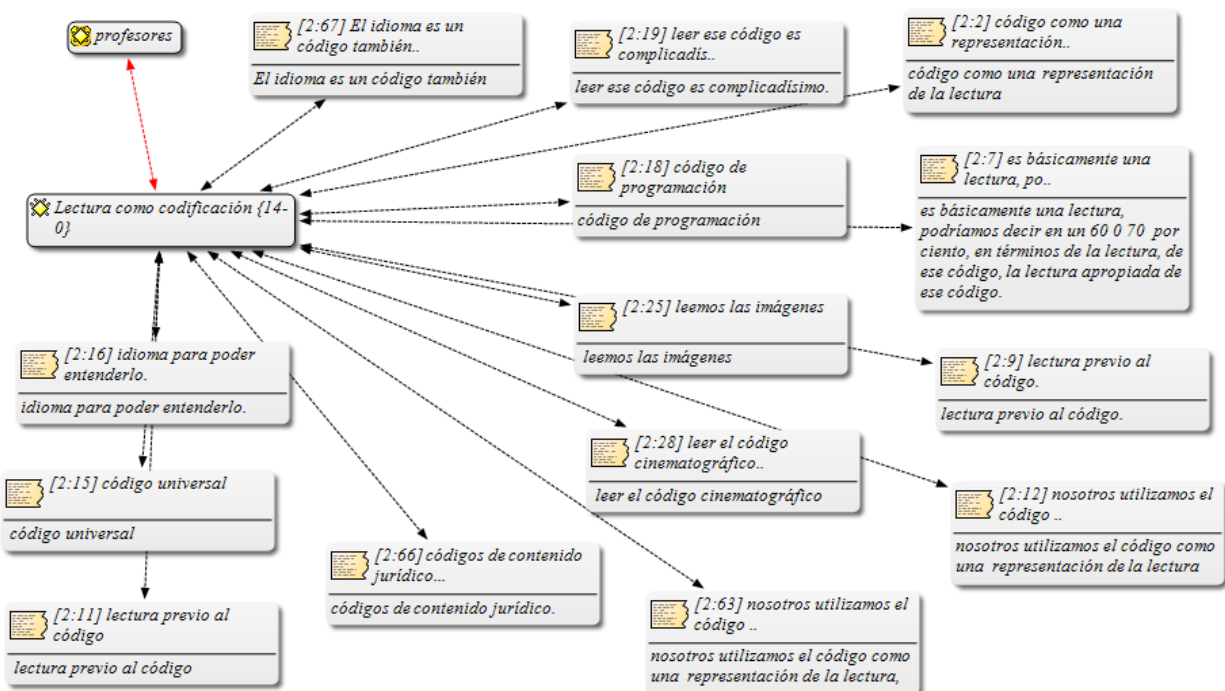 profesores
[2:67] El idioma es un
código también..
El idioma es un código también
[2:19] leer ese código es
complicadís..
leer ese código es complicadísimo.
[2:2] código como una
representación..
código como una representación
de la lectura
[2:18] código de
programación
código de programación
[2:7] es básicamente una
lectura, po..
es básicamente una lectura,
podríamos decir en un 60 0 70 por
ciento, en términos de la lectura, de
ese código, la lectura apropiada de
ese código.
Lectura como codificación {14-
0}
[2:25] leemos las imágenes
leemos las imágenes
[2:16] idioma para poder
entenderlo.
idioma para poder entenderlo.
[2:9] lectura previo al
código.
lectura previo al código.
[2:28] leer el código
cinematográfico..
leer el código cinematográfico
[2:15] código universal
código universal
[2:12] nosotros utilizamos el
código ..
nosotros utilizamos el código como
una representación de la lectura
[2:66] códigos de contenido
jurídico...
códigos de contenido jurídico.
[2:11] lectura previo al
código
lectura previo al código
[2:63] nosotros utilizamos el
código ..
nosotros utilizamos el código como
una representación de la lectura,